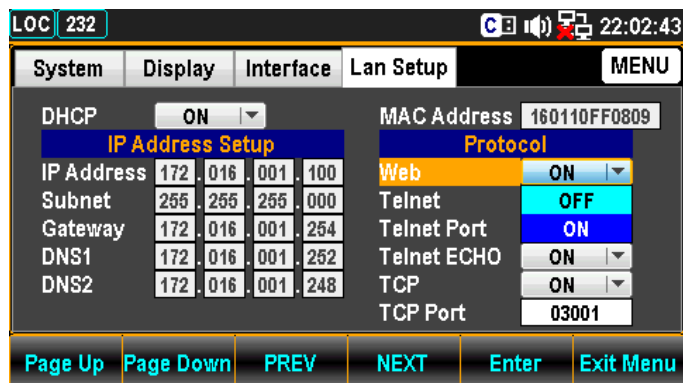 LOC 232 C 22:02:43
System Display Interface Lan Setup MENU
DHCP ON MAC Address 160110FF0809
IP Address Setup Protocol
IP Address 172.016.001.100 Web ON
Subnet 255.255.255.000 Telnet OFF
Gateway 172.016.001.254 Telnet Port ON
DNS1 172.016.001.252 Telnet ECHO ON
DNS2 172.016.001.248 TCP ON
TCP Port 03001
Page Up Page Down PREV NEXT Enter Exit Menu